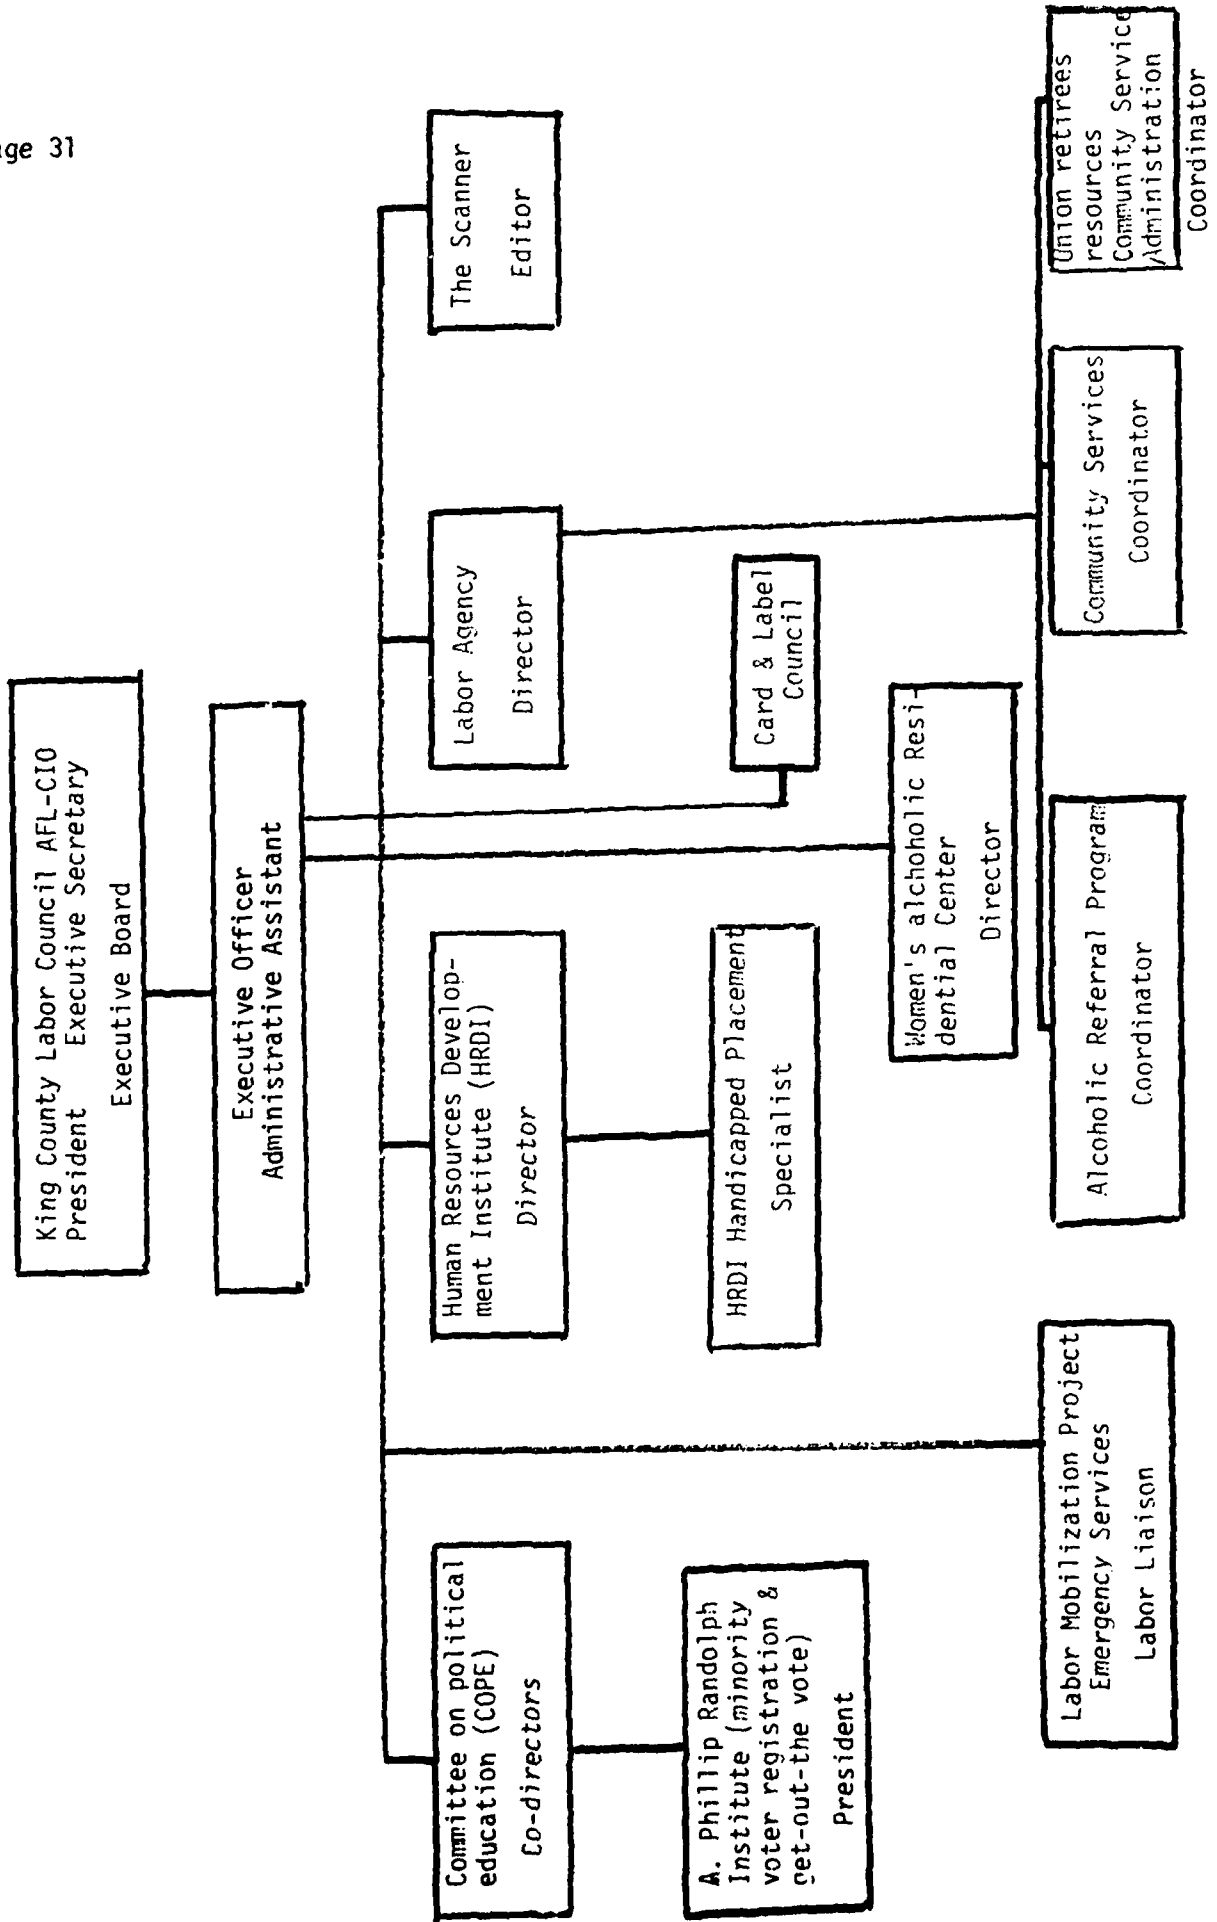 age 31
King County Labor Council AFL-CIO
President Executive Secretary
Executive Board
Executive Officer
Administrative Assistant
Committee on political
education (COPE)
Co-directors
Human Resources Develop-
ment Institute (HRDI)
Director
Labor Agency
Director
The Scanner
Editor
A. Phillip Randolph
Institute (minority
voter registration &
get-out-the vote)
President
HRDI Handicapped Placement
Specialist
Card & Label
Council
Women's alchoholic Resi-
dential Center
Director
Labor Mobilization Project
Emergency Services
Labor Liaison
Alcoholic Referral Program
Coordinator
Community Services
Coordinator
Union retirees
resources
Community Service
Administration
Coordinator